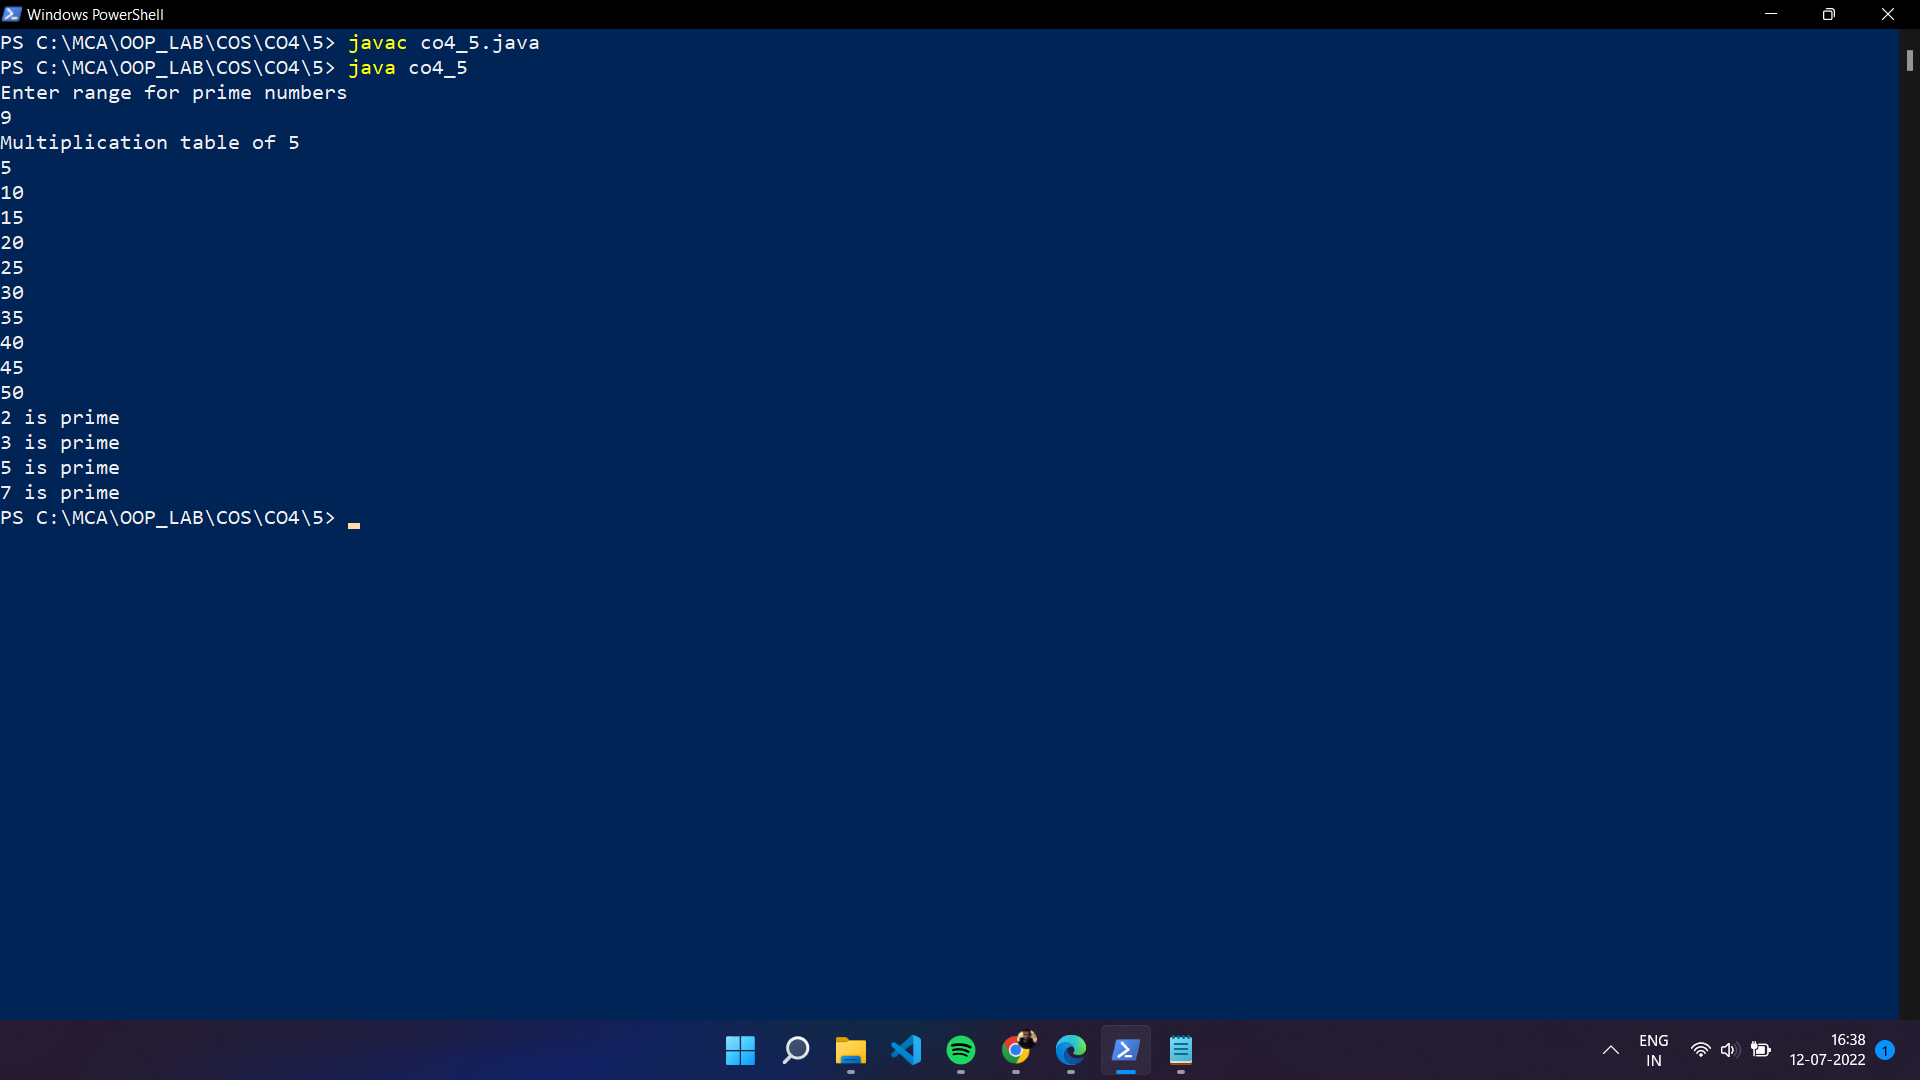 Windows PowerShell
PS C:\MCA\OOP_LAB\COS\CO4\5> javac co4_5.java
PS C:\MCA\OOP_LAB\COS\CO4\5> java co4_5
Enter range for prime numbers
9
Multiplication table of 5
5
10
15
20
25
30
35
40
45
50
2 is prime
3 is prime
5 is prime
7 is prime
PS C:\MCA\OOP_LAB\COS\CO4\5>
ENG
IN
16:38
12-07-2022
1